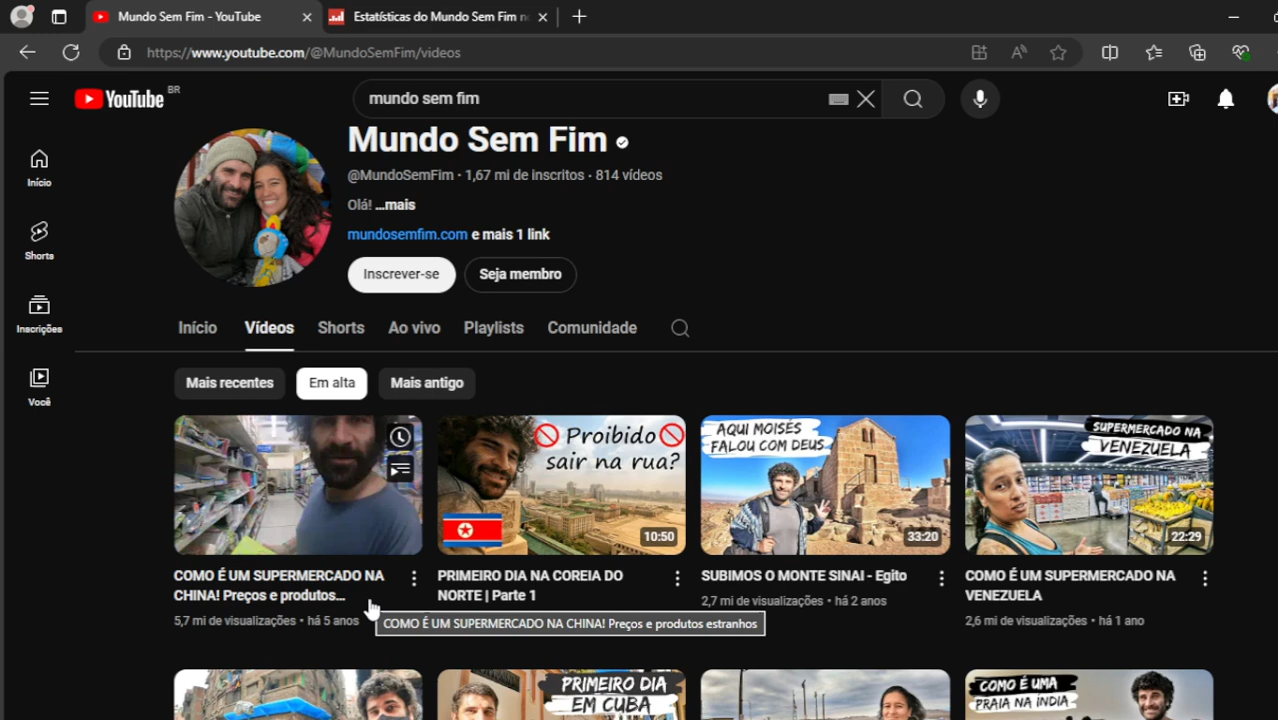 Mundo Sem Fim - YouTube
Estatísticas do Mundo Sem Fim n
https://www.youtube.com/@MundoSemFim/videos
YouTube BR
mundo sem fim
Mundo Sem Fim
@MundoSemFim · 1,67 mi de inscritos · 814 vídeos
Olá! ...mais
mundosemfim.com e mais 1 link
Inscrever-se
Seja membro
Início
Shorts
Inscrições
Você
Início Vídeos Shorts Ao vivo Playlists Comunidade
Mais recentes Em alta Mais antigo
Proibido
sair na rua?
10:50
AQUI MOISÉS
FALOU COM DEUS
33:20
SUPERMERCADO NA
VENEZUELA
22:29
COMO É UM SUPERMERCADO NA
CHINA! Preços e produtos...
5,7 mi de visualizações · há 5 anos
PRIMEIRO DIA NA COREIA DO
NORTE | Parte 1
SUBIMOS O MONTE SINAI - Egito
2,7 mi de visualizações · há 2 anos
COMO É UM SUPERMERCADO NA
VENEZUELA
2,6 mi de visualizações · há 1 ano
COMO É UM SUPERMERCADO NA CHINA! Preços e produtos estranhos
PRIMEIRO DIA
EM CUBA
COMO É UMA
PRAIA NA ÍNDIA